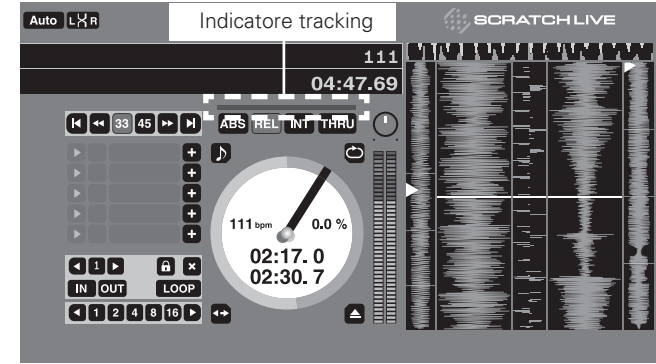 Auto L R Indicatore tracking SCRATCH LIVE
111
04:47.69
33 45 ABS REL INT THRU
111 bpm 0.0 %
02:17. 0
02:30. 7
1
IN OUT LOOP
1 2 4 8 16